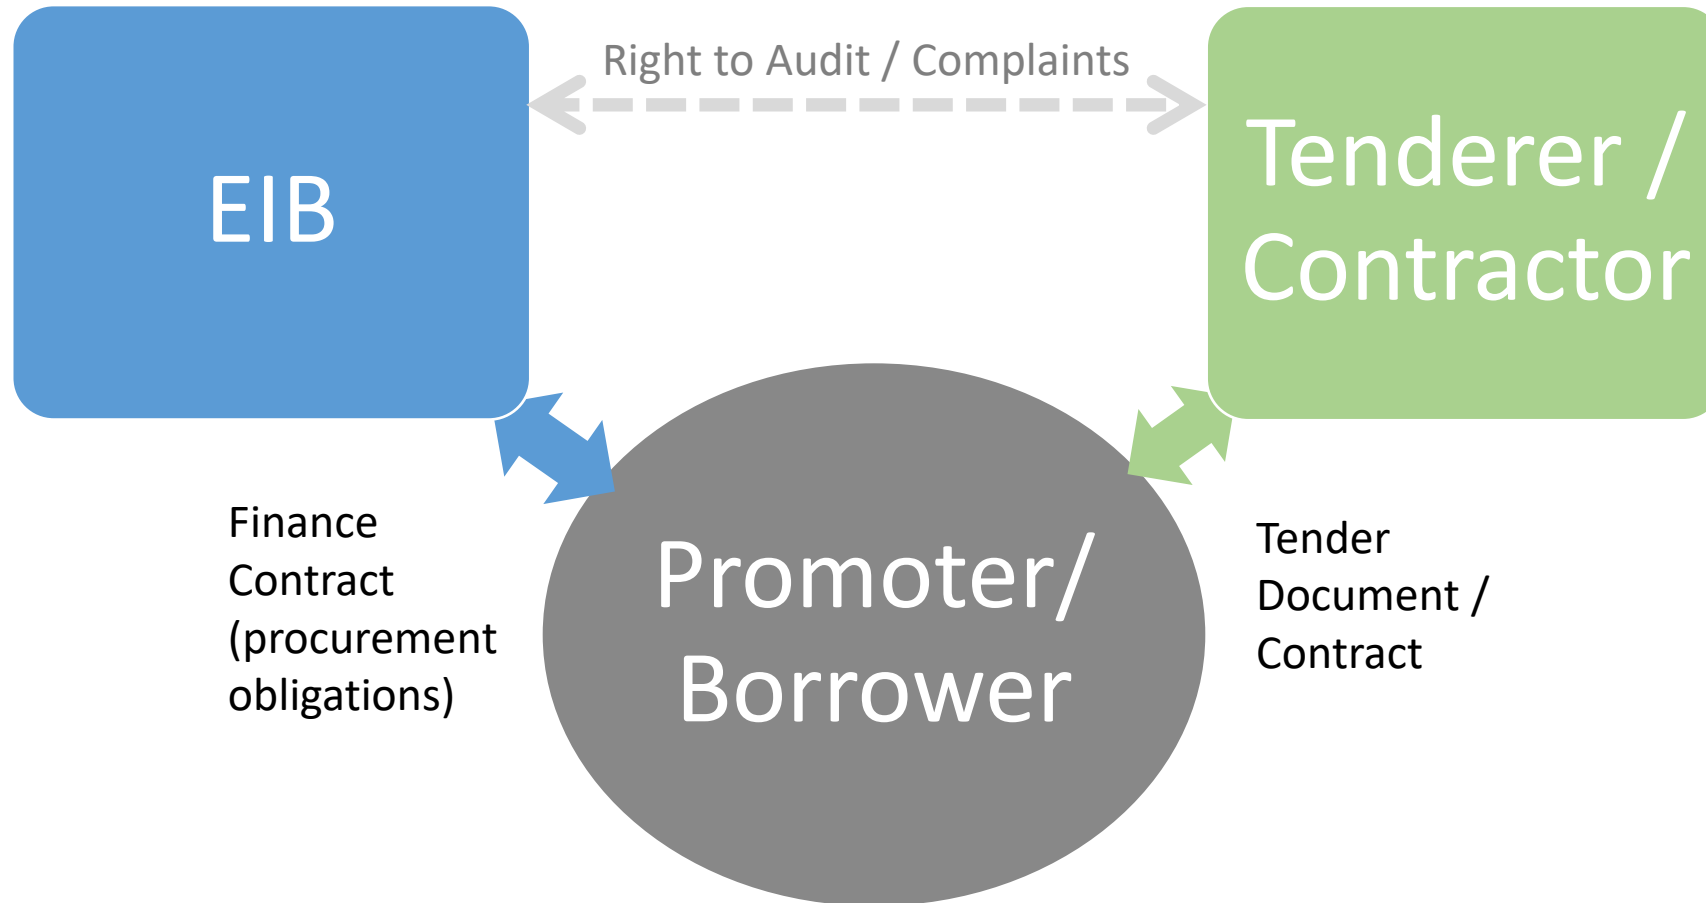 Right to Audit / Complaints
EIB
Tenderer /
Contractor
Finance
Contract
(procurement
obligations)
Promoter/
Borrower
Tender
Document /
Contract